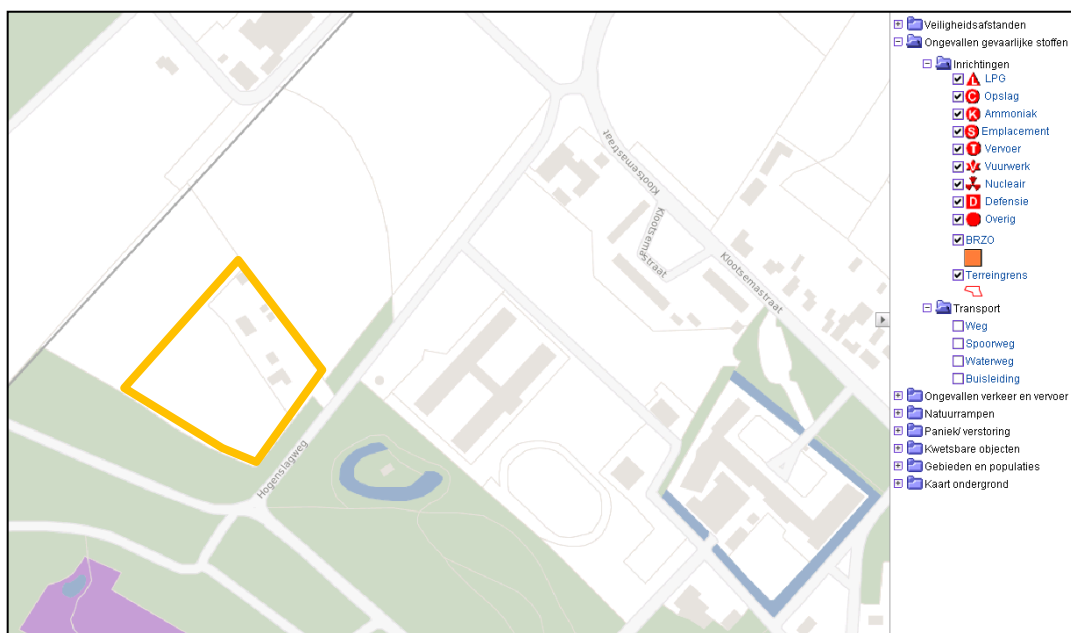 Klootsemastraat
Klootsema
straat
Klootsemastraat
Hogenslagweg
Veiligheidsafstanden
Ongevallen gevaarlijke stoffen
Inrichtingen
L LPG
C Opslag
K Ammoniak
S Emplacement
T Vervoer
Vuurwerk
Nucleair
D Defensie
Overig
BRZO
Terreingrens
Transport
Weg
Spoorweg
Waterweg
Buisleiding
Ongevallen verkeer en vervoer
Natuurrampen
Paniek/ verstoring
Kwetsbare objecten
Gebieden en populaties
Kaart ondergrond